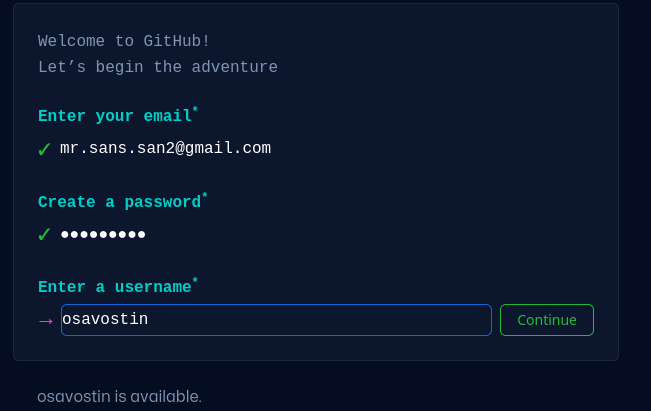 Welcome to GitHub!
Let’s begin the adventure
Enter your email*
✓ mr.sans.san2@gmail.com
Create a password*
✓ ●●●●●●●●●
Enter a username*
→ osavostin Continue
osavostin is available.